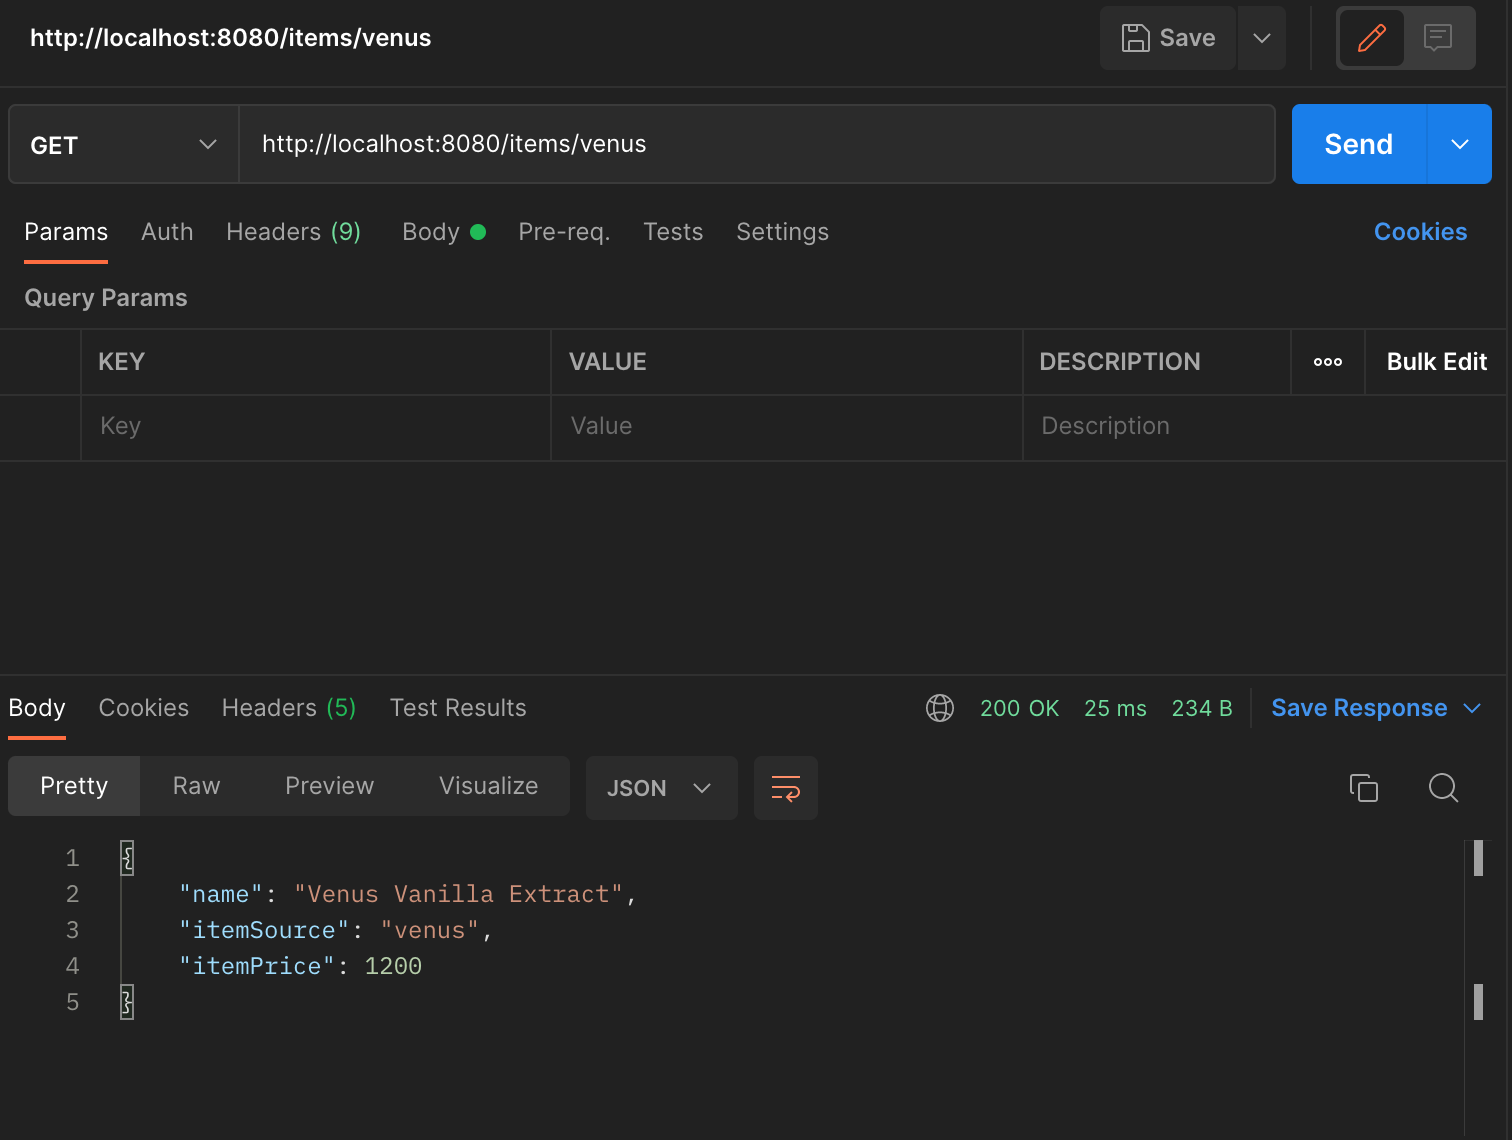 http://localhost:8080/items/venus
Save
GET
http://localhost:8080/items/venus
Send
Params Auth Headers (9) Body Pre-req. Tests Settings Cookies
Query Params
KEY VALUE DESCRIPTION ooo Bulk Edit
Key Value Description
Body Cookies Headers (5) Test Results 200 OK 25 ms 234 B Save Response
Pretty Raw Preview Visualize JSON
1 {
2 "name": "Venus Vanilla Extract",
3 "itemSource": "venus",
4 "itemPrice": 1200
5 }